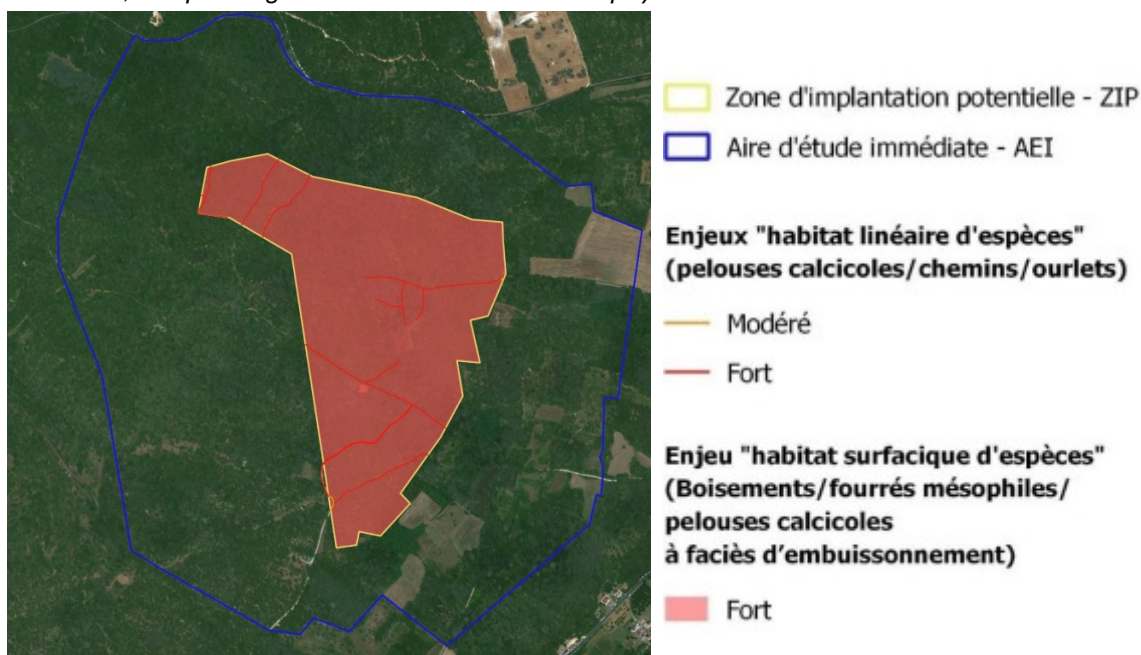 Zone d'implantation potentielle - ZIP
Aire d'étude immédiate - AEI
Enjeux "habitat linéaire d'espèces"
(pelouses calcicoles/chemins/ourlets)
Modéré
Fort
Enjeu "habitat surfacique d'espèces"
(Boisements/fourrés mésophiles/
pelouses calcicoles
à faciès d'embuissonnement)
Fort